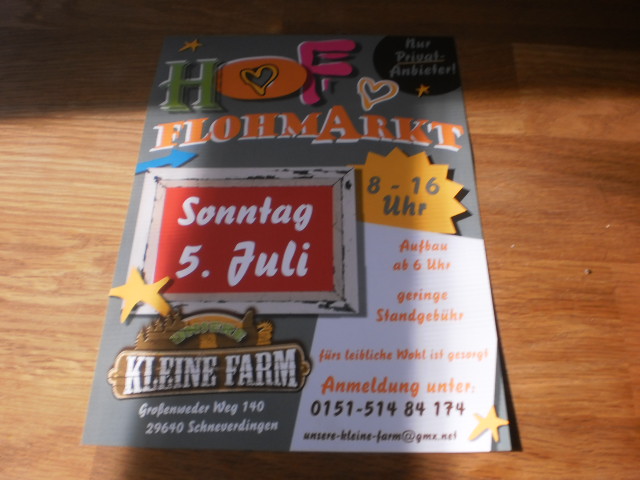 Nur
Privat-
Anbieter!
HOF
FLOHMARKT
8 - 16
Uhr
Sonntag
5. Juli
Aufbau
ab 6 Uhr
geringe
Standgebühr
fürs leibliche Wohl ist gesorgt
KLEINE FARM
Anmeldung unter:
0151-514 84 174
unsere-kleine-farm@gmx.net
Großenweder Weg 140
29640 Schneverdingen